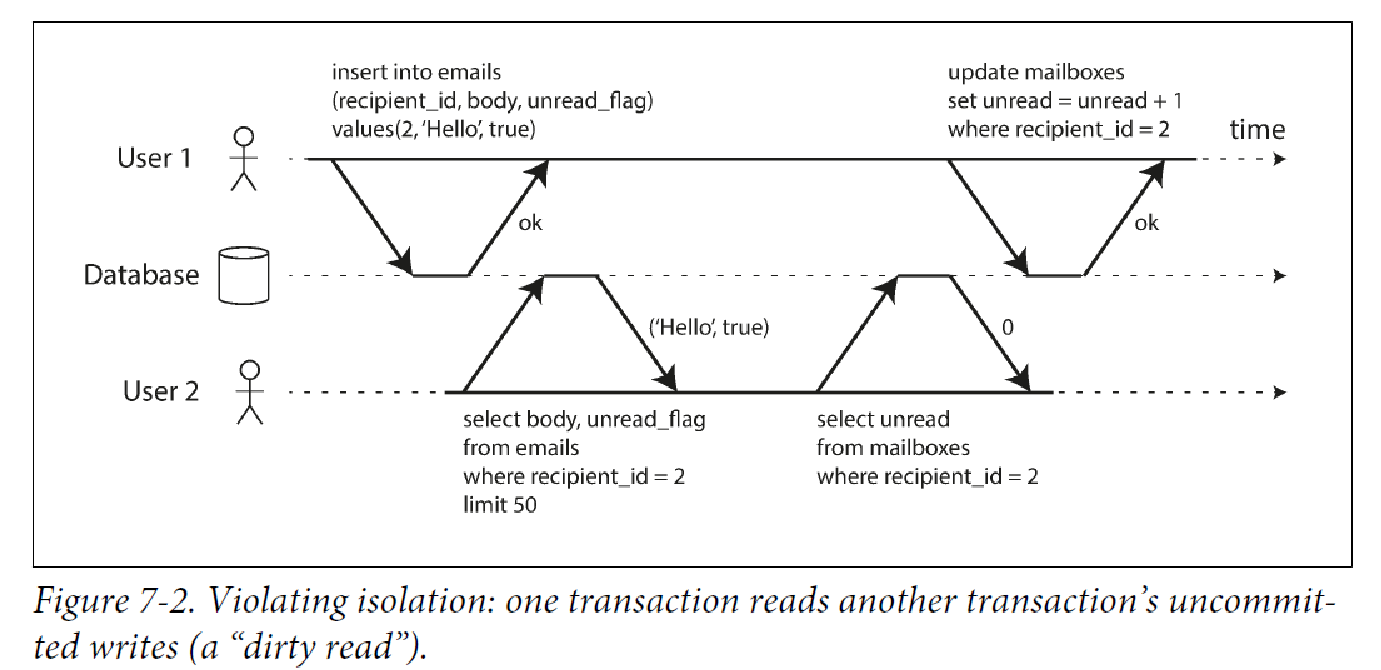 insert into emails
(recipient_id, body, unread_flag)
values(2, ‘Hello’, true)
update mailboxes
set unread = unread + 1
where recipient_id = 2
time
User 1
ok
ok
Database
(‘Hello’, true)
0
User 2
select body, unread_flag
from emails
where recipient_id = 2
limit 50
select unread
from mailboxes
where recipient_id = 2
Figure 7-2. Violating isolation: one transaction reads another transaction’s uncommit-
ted writes (a “dirty read”).